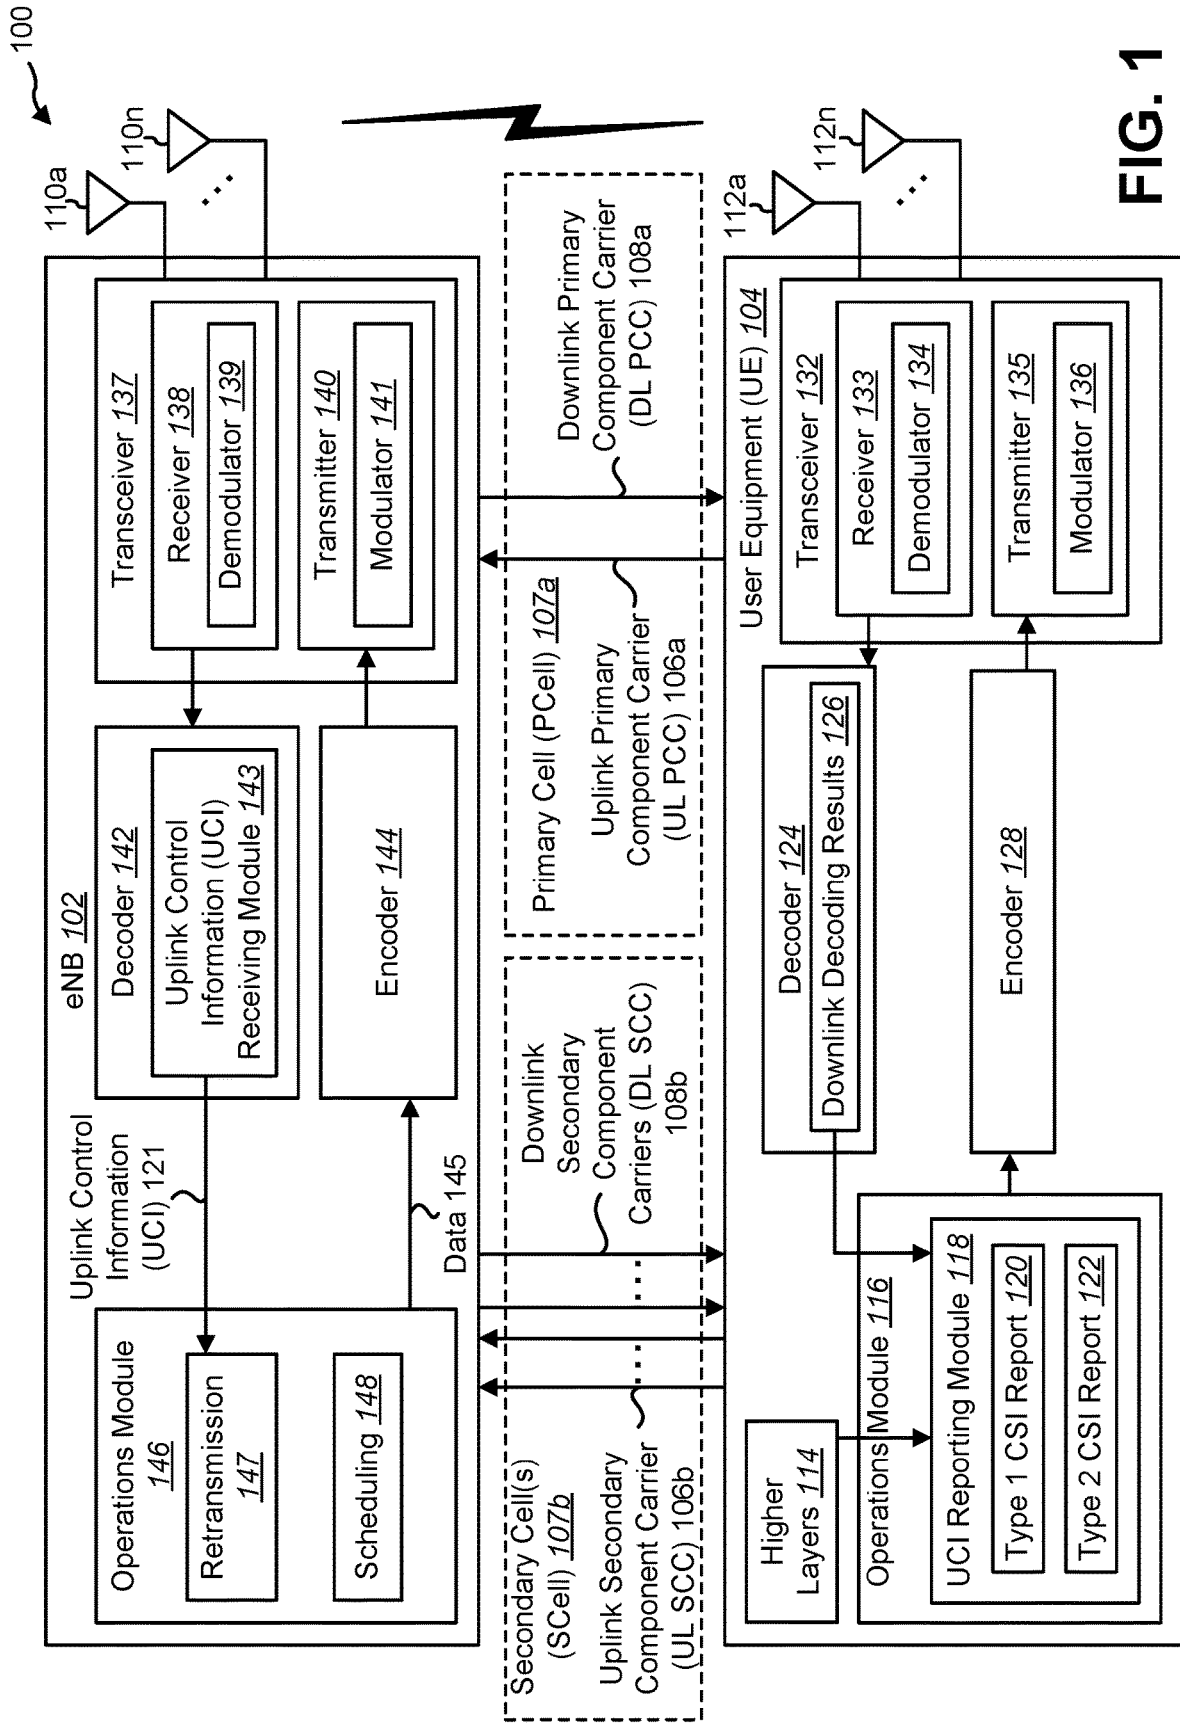 100
110a
110n
eNB 102
Operations Module
146
Retransmission
147
Scheduling 148
Uplink Control
Information
(UCI) 121
Data 145
Decoder 142
Uplink Control
Information (UCI)
Receiving Module 143
Encoder 144
Transceiver 137
Receiver 138
Demodulator 139
Transmitter 140
Modulator 141
Secondary Cell(s)
(SCell) 107b
Uplink Secondary
Component Carrier
(UL SCC) 106b
Downlink
Secondary
Component
Carriers (DL SCC)
108b
Primary Cell (PCell) 107a
Uplink Primary
Component Carrier
(UL PCC) 106a
Downlink Primary
Component Carrier
(DL PCC) 108a
112a
112n
User Equipment (UE) 104
Higher
Layers 114
Operations Module 116
UCI Reporting Module 118
Type 1 CSI Report 120
Type 2 CSI Report 122
Decoder 124
Downlink Decoding Results 126
Encoder 128
Transceiver 132
Receiver 133
Demodulator 134
Transmitter 135
Modulator 136
FIG. 1